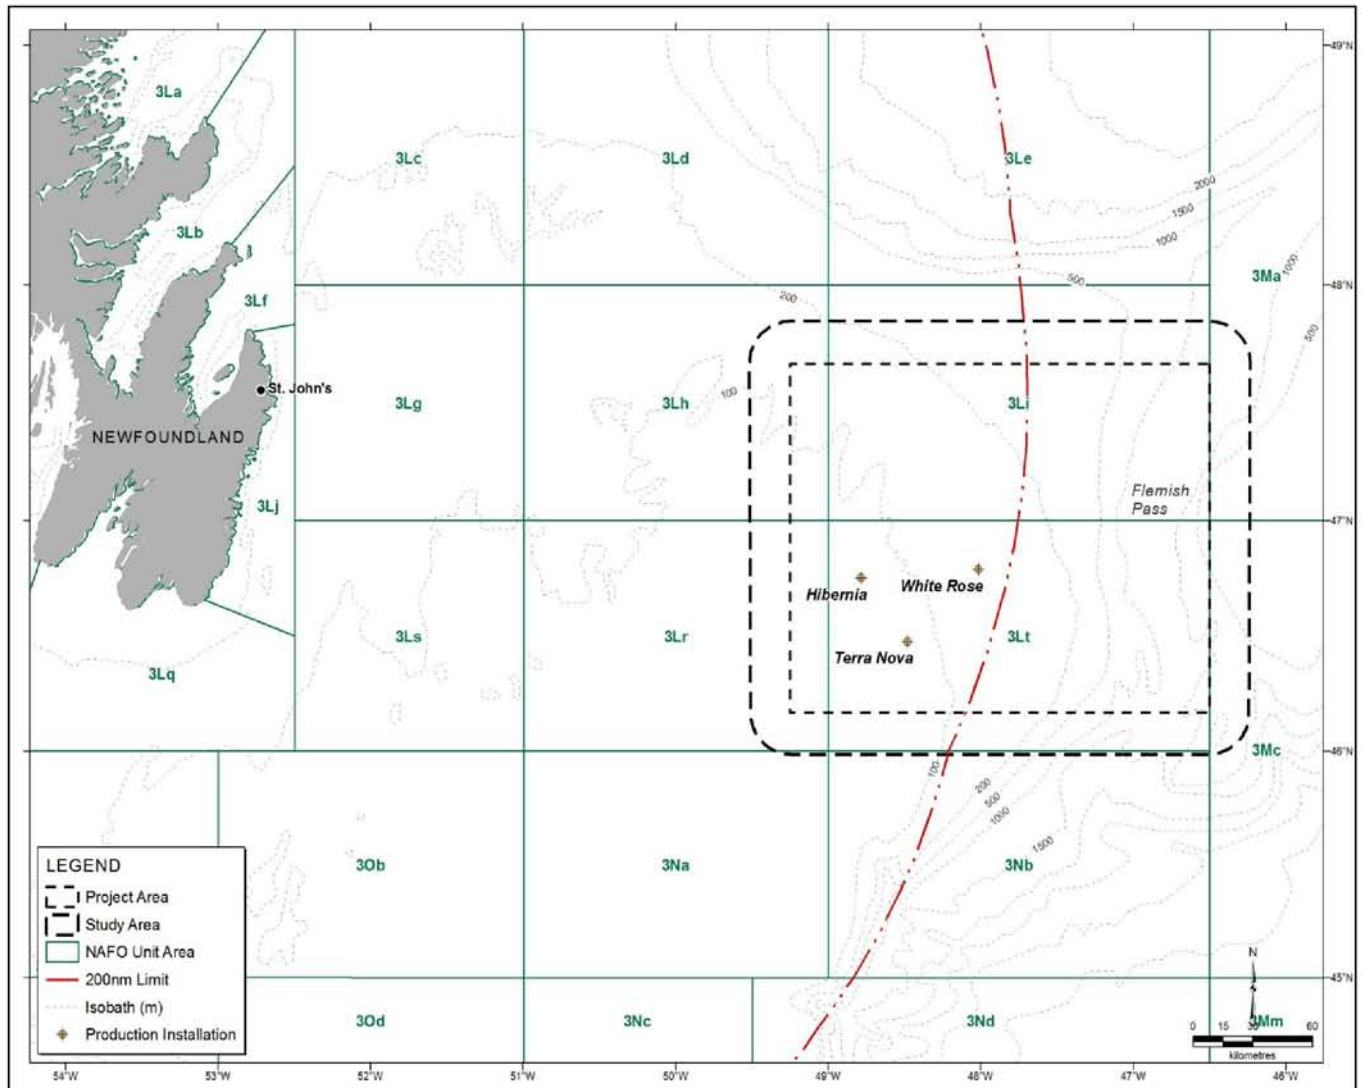 49°N
3La
3Lc
3Ld
3Le
2000
1500
1000
3Lb
3Ma
1000
500
48°N
3Lf
200
500
St. John's
3Lg
3Lh
100
3Li
NEWFOUNDLAND
Flemish
Pass
3Lj
47°N
Hibernia
White Rose
3Ls
3Lr
3Lt
Terra Nova
3Lq
3Mc
46°N
100
200
500
1000
1500
3Ob
3Na
3Nb
LEGEND
Project Area
Study Area
NAFO Unit Area
200nm Limit
Isobath (m)
Production Installation
N
45°N
3Od
3Nc
3Nd
3Mm
0 15 30 60
kilometres
54°W 53°W 52°W 51°W 50°W 49°W 48°W 47°W 46°W